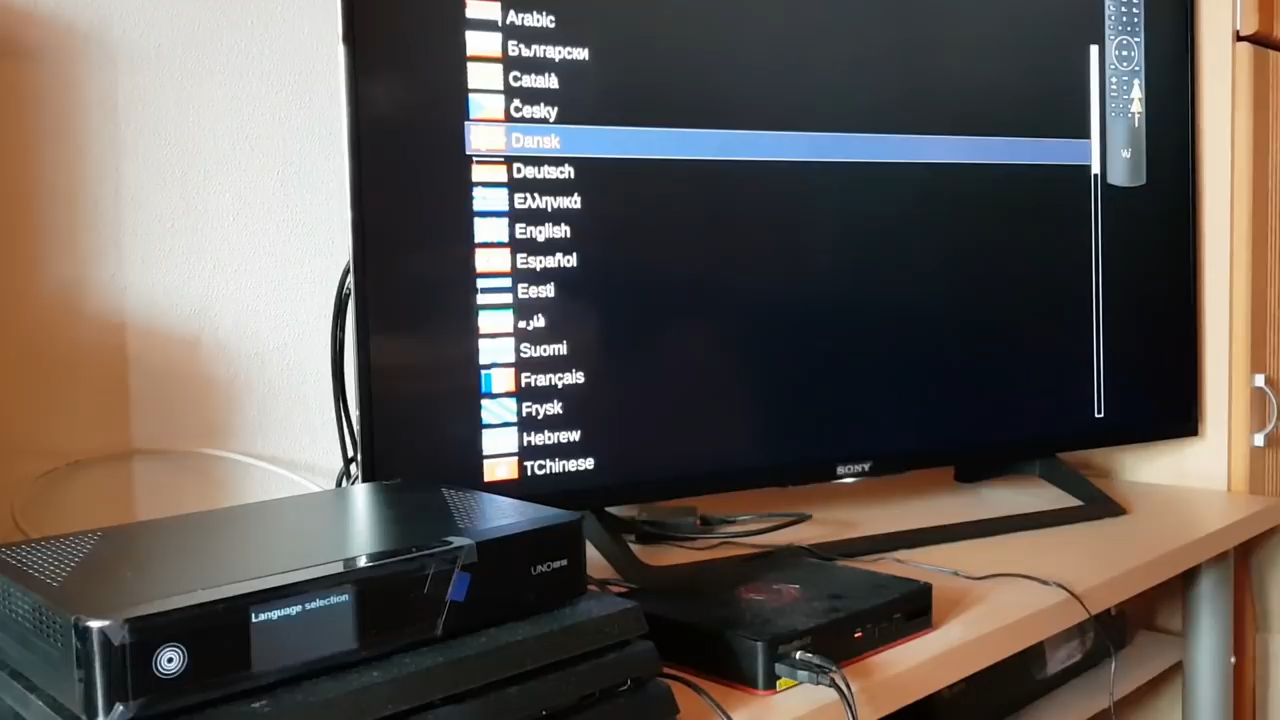 Arabic
Български
Català
Česky
Dansk
Deutsch
Ελληνικά
English
Español
Eesti
Suomi
Français
Frysk
Hebrew
TChinese
SONY
UNO
Language selection